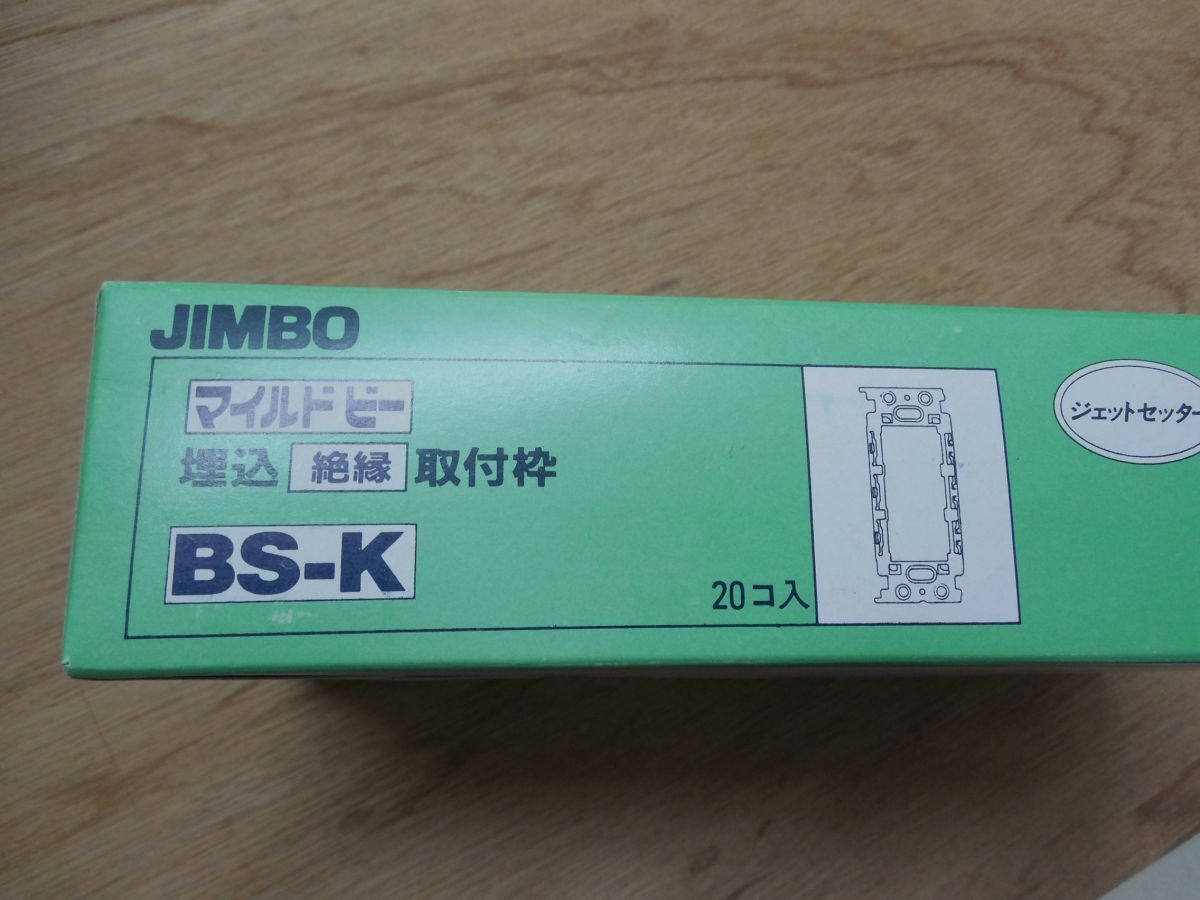 JIMBO
マイルドビー
埋込 絶縁 取付枠
BS-K
20コ入
ジェットセッター